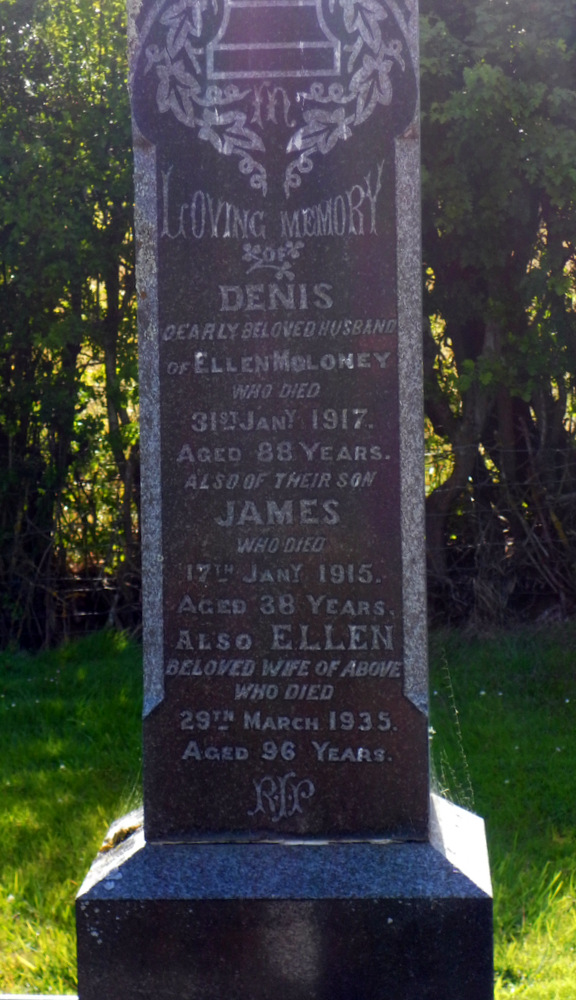 In
LOVING MEMORY
OF
DENIS
DEARLY BELOVED HUSBAND
OF ELLEN MOLONEY
WHO DIED
31ST JANY 1917.
AGED 88 YEARS.
ALSO OF THEIR SON
JAMES
WHO DIED
17TH JANY 1915.
AGED 38 YEARS.
ALSO ELLEN
BELOVED WIFE OF ABOVE
WHO DIED
29TH MARCH 1935.
AGED 96 YEARS.
R.I.P